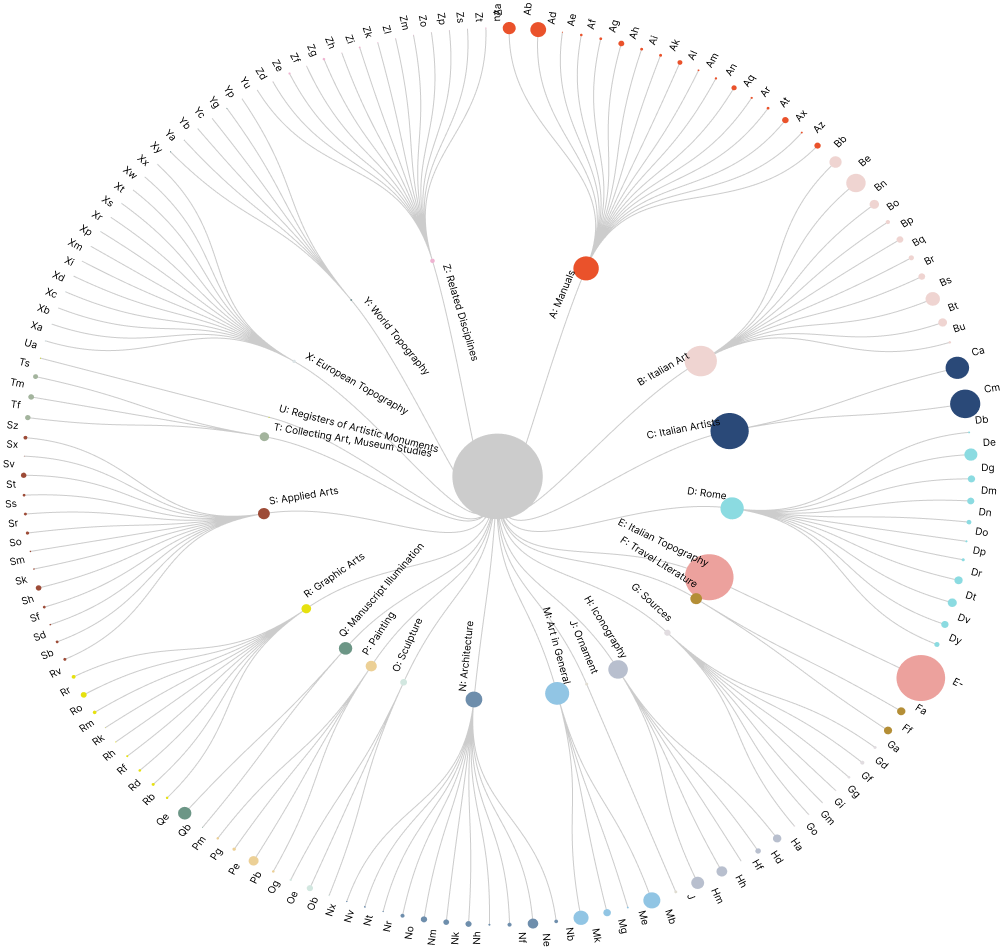 Aa
Ab
Ad
Ae
Af
Ag
Ah
Ai
Ak
Al
Am
An
Aq
Ar
At
Ax
Az
A: Manuals
Bb
Be
Bn
Bo
Bp
Bq
Br
Bs
Bt
Bu
B: Italian Art
Ca
Cm
C: Italian Artists
Db
De
Dg
Dm
Dn
Do
Dp
Dr
Dt
Dv
Dy
D: Rome
E-
E: Italian Topography
Fa
Ff
F: Travel Literature
Ga
Gd
Gf
Gg
Gi
Gm
Go
G: Sources
Ha
Hd
Hf
Hh
Hm
H: Iconography
J
J: Ornament
Mb
Me
Mg
Mk
M: Art in General
Nb
Ne
Nf
Nh
Nk
Nm
No
Nr
Nt
Nv
Nx
N: Architecture
Ob
Oe
Og
O: Sculpture
Pb
Pe
Pg
Pm
P: Painting
Qb
Qe
Q: Manuscript Illumination
Rb
Rd
Rf
Rh
Rk
Rm
Ro
Rr
Rv
R: Graphic Arts
Sb
Sd
Sf
Sh
Sk
Sm
So
Sr
Ss
St
Sv
Sx
Sz
S: Applied Arts
Tf
Tm
Ts
T: Collecting Art, Museum Studies
Ua
U: Registers of Artistic Monuments
Xa
Xb
Xc
Xd
Xi
Xm
Xp
Xr
Xs
Xt
Xw
Xx
Xy
X: European Topography
Ya
Yb
Yc
Yg
Yp
Yu
Y: World Topography
Zd
Ze
Zf
Zg
Zh
Zi
Zk
Zl
Zm
Zo
Zp
Zs
Zt
Z: Related Disciplines